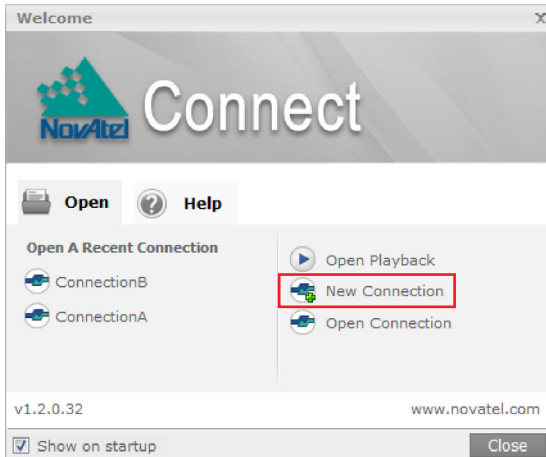 Welcome
X
NovAtel
Connect
Open
Help
Open A Recent Connection
ConnectionB
ConnectionA
Open Playback
New Connection
Open Connection
v1.2.0.32
www.novatel.com
Show on startup
Close